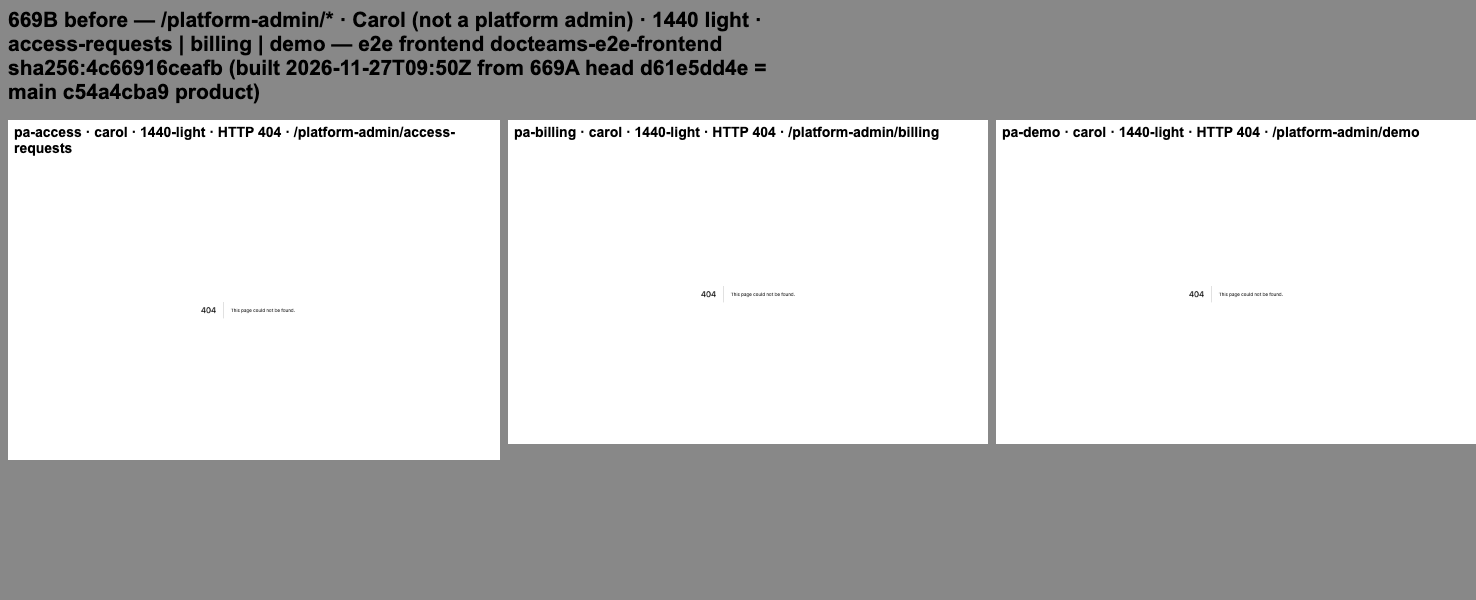 669B before — /platform-admin/* · Carol (not a platform admin) · 1440 light ·
access-requests | billing | demo — e2e frontend docteams-e2e-frontend
sha256:4c66916ceafb (built 2026-11-27T09:50Z from 669A head d61e5dd4e =
main c54a4cba9 product)
pa-access · carol · 1440-light · HTTP 404 · /platform-admin/access-
requests
404
This page could not be found.
pa-billing · carol · 1440-light · HTTP 404 · /platform-admin/billing
404
This page could not be found.
pa-demo · carol · 1440-light · HTTP 404 · /platform-admin/demo
404
This page could not be found.